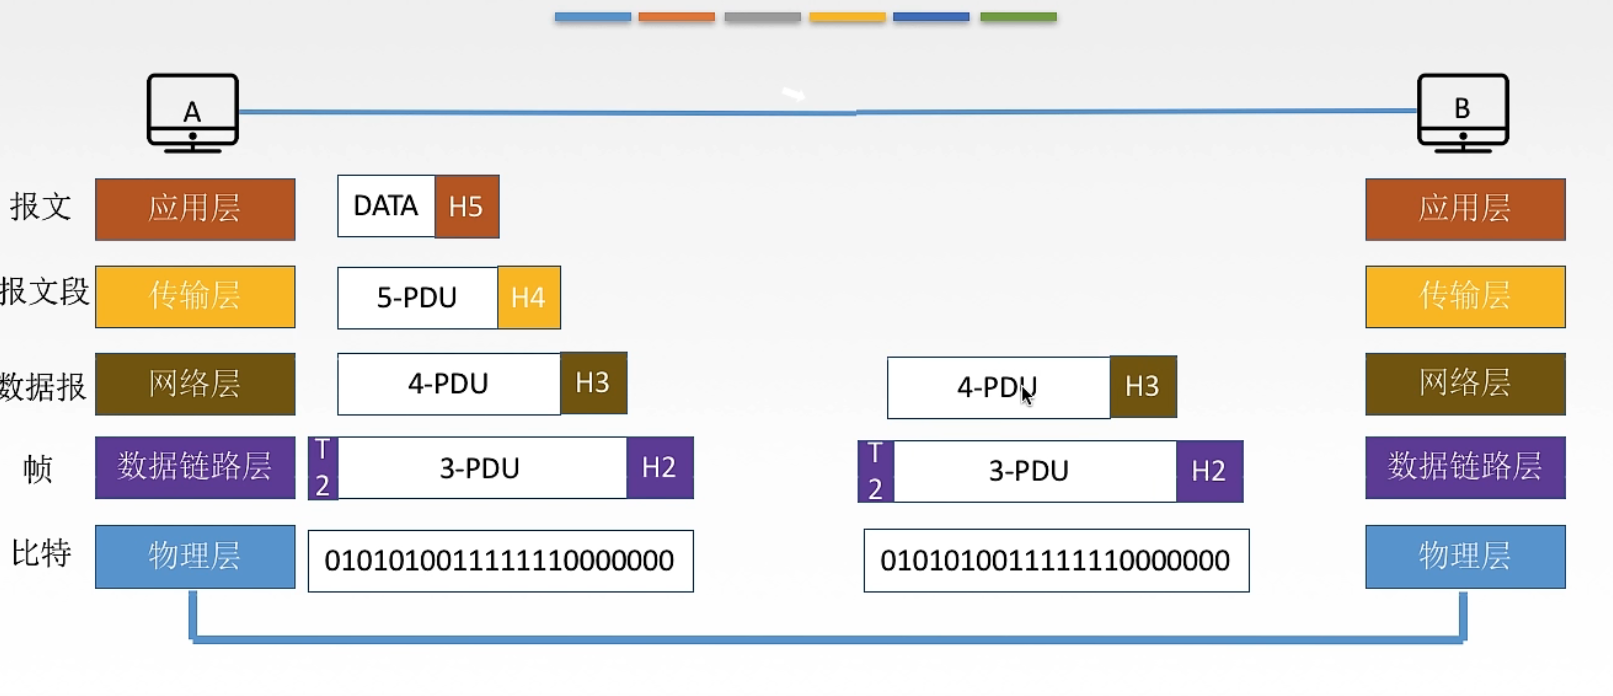 A
B
报文
应用层
DATA
H5
应用层
报文段
传输层
5-PDU
H4
传输层
数据报
网络层
4-PDU
H3
4-PDU
H3
网络层
帧
数据链路层
T
2
3-PDU
H2
T
2
3-PDU
H2
数据链路层
比特
物理层
0101010011111110000000
0101010011111110000000
物理层